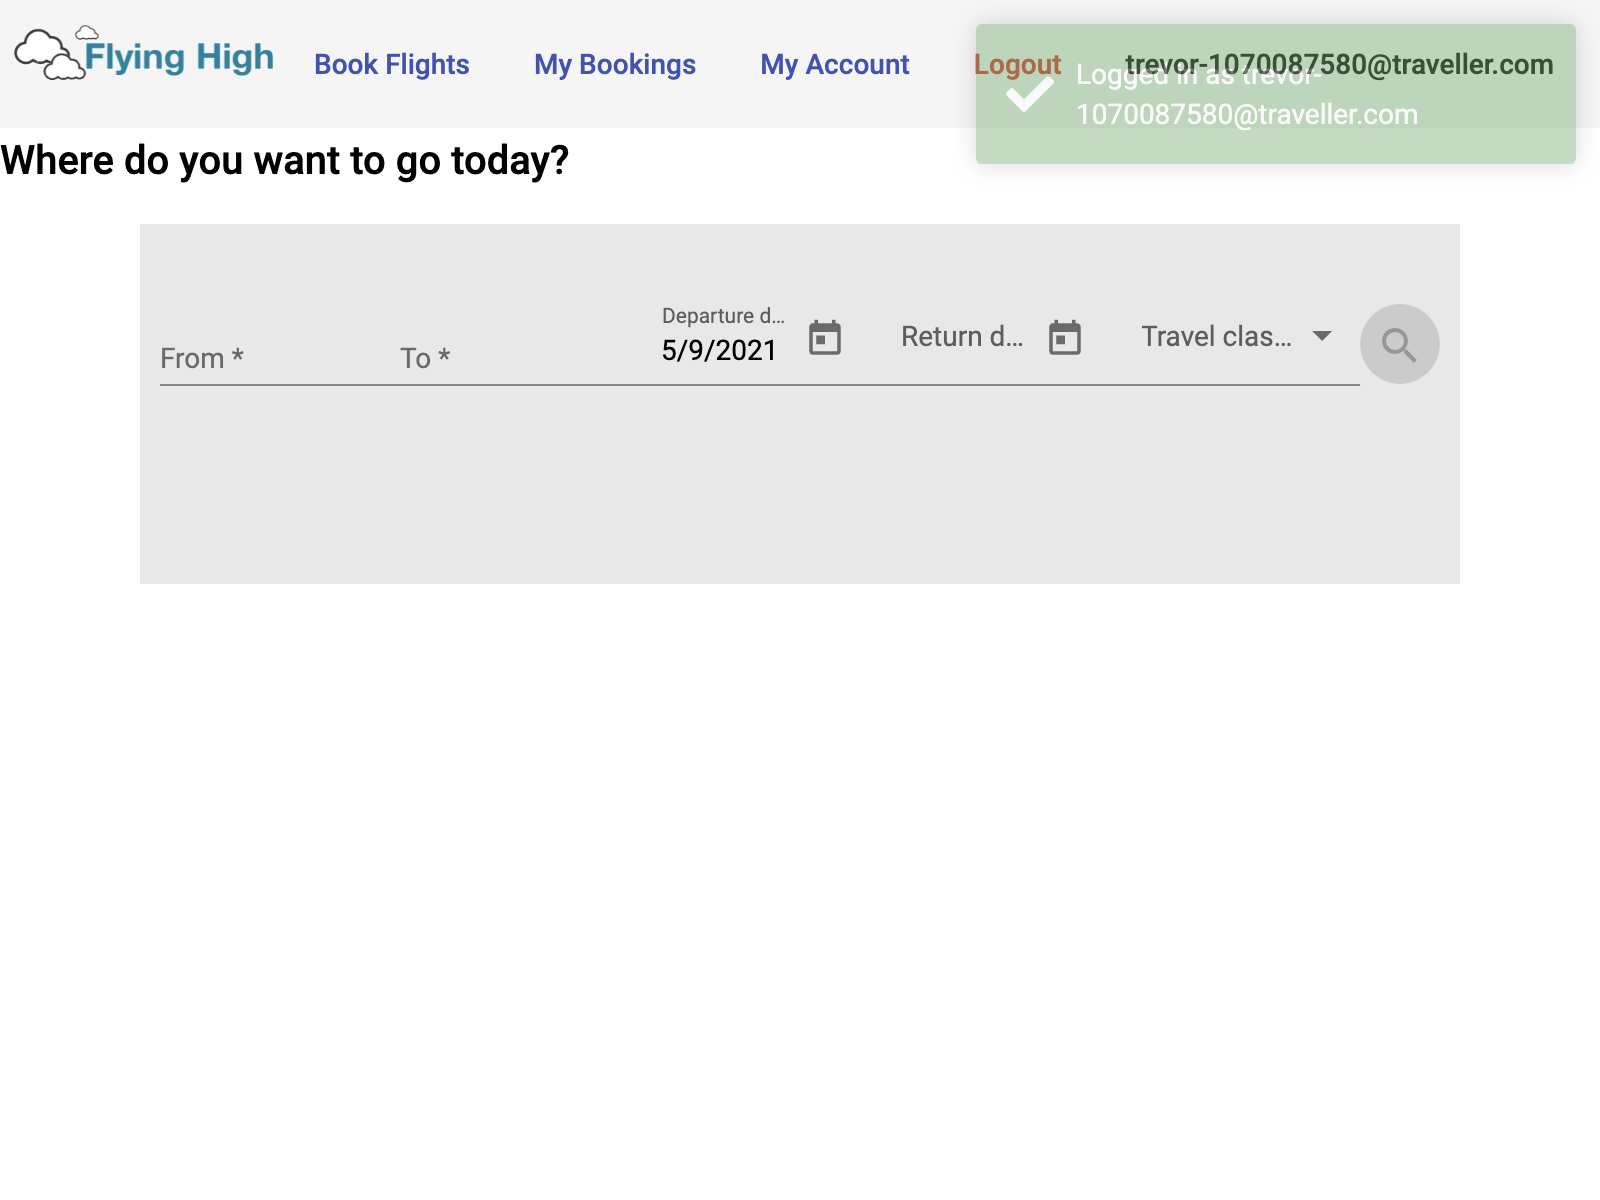 Flying High
Book Flights
My Bookings
My Account
Logout
trevor-1070087580@traveller.com
Logged in as trevor-
1070087580@traveller.com
Where do you want to go today?
From *
To *
Departure d...
5/9/2021
Return d...
Travel clas...